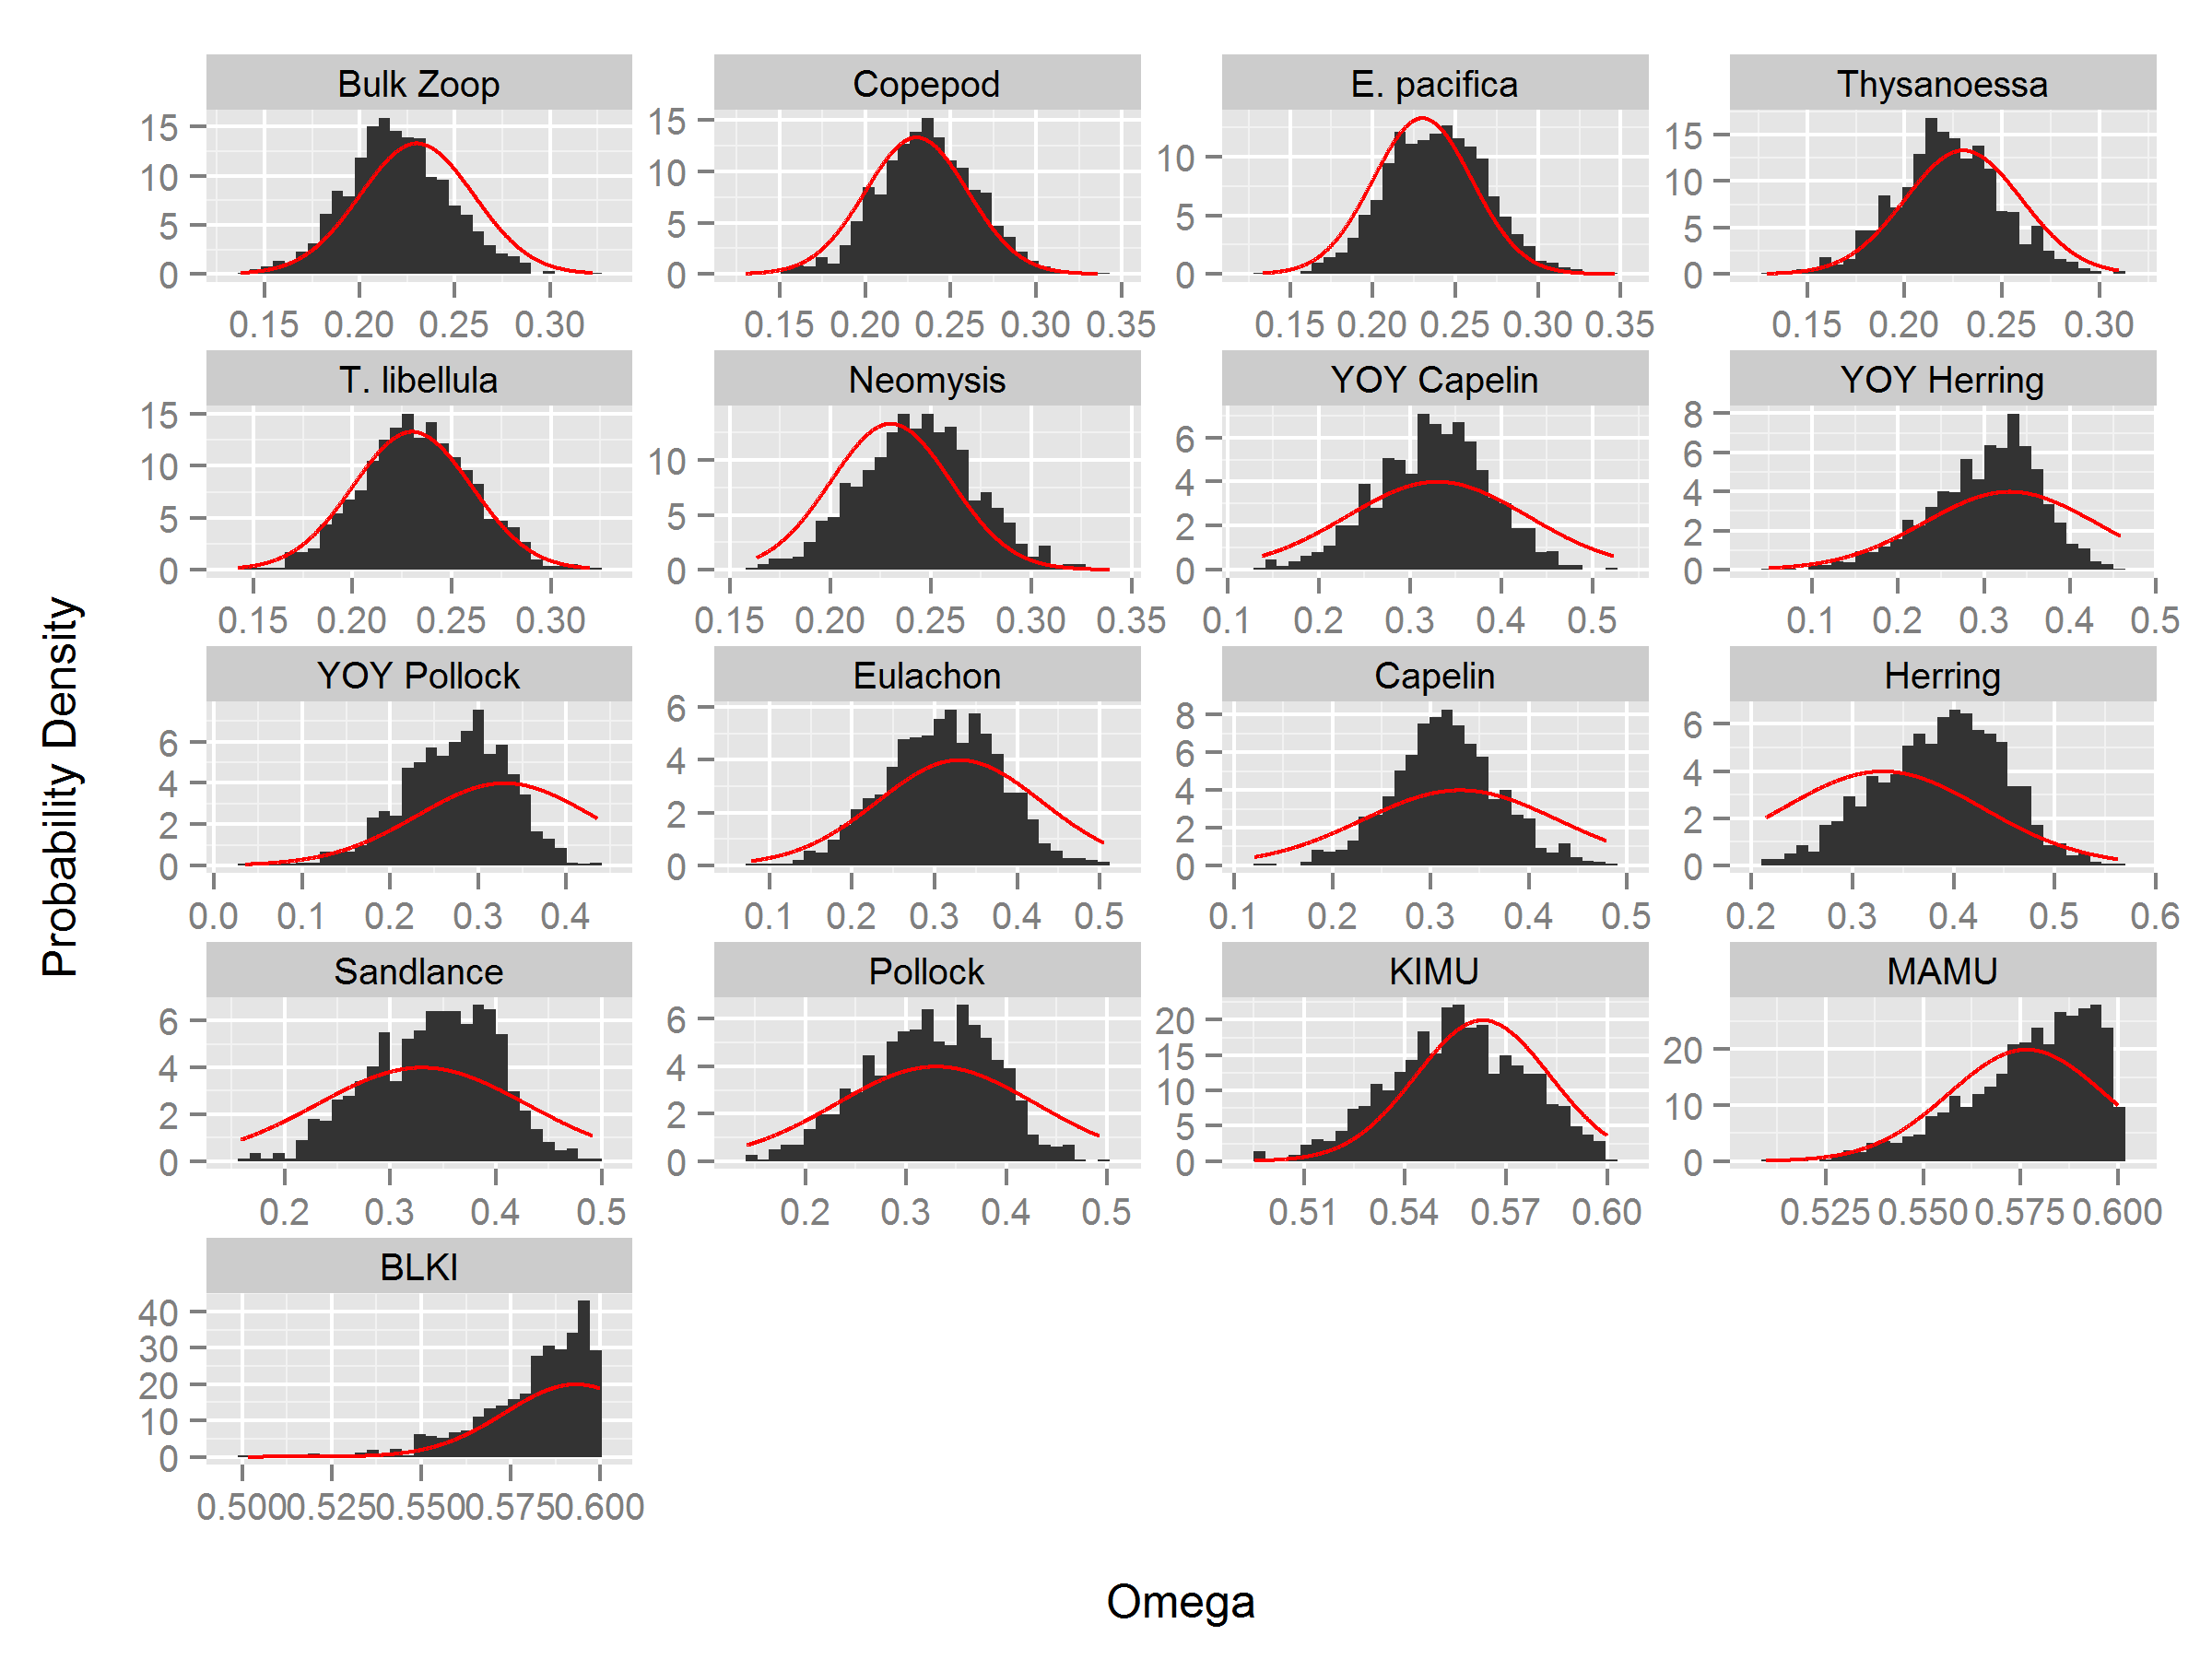 Bulk Zoop Copepod E. pacifica Thysanoessa
15 10 5 0
15 10 5 0
10 5 0
15 10 5 0
0.15 0.20 0.25 0.30
0.15 0.20 0.25 0.30 0.35
0.15 0.20 0.25 0.30 0.35
0.15 0.20 0.25 0.30
T. libellula Neomysis YOY Capelin YOY Herring
15 10 5 0
10 5 0
6 4 2 0
8 6 4 2 0
0.15 0.20 0.25 0.30
0.15 0.20 0.25 0.30 0.35
0.1 0.2 0.3 0.4 0.5
0.1 0.2 0.3 0.4 0.5
YOY Pollock Eulachon Capelin Herring
6 4 2 0
6 4 2 0
8 6 4 2 0
6 4 2 0
0.0 0.1 0.2 0.3 0.4
0.1 0.2 0.3 0.4 0.5
0.1 0.2 0.3 0.4 0.5
0.2 0.3 0.4 0.5 0.6
Sandlance Pollock KIMU MAMU
6 4 2 0
6 4 2 0
20 15 10 5 0
20 10 0
0.2 0.3 0.4 0.5
0.2 0.3 0.4 0.5
0.51 0.54 0.57 0.60
0.525 0.550 0.575 0.600
BLKI
40 30 20 10 0
0.500 0.525 0.550 0.575 0.600
Probability Density
Omega